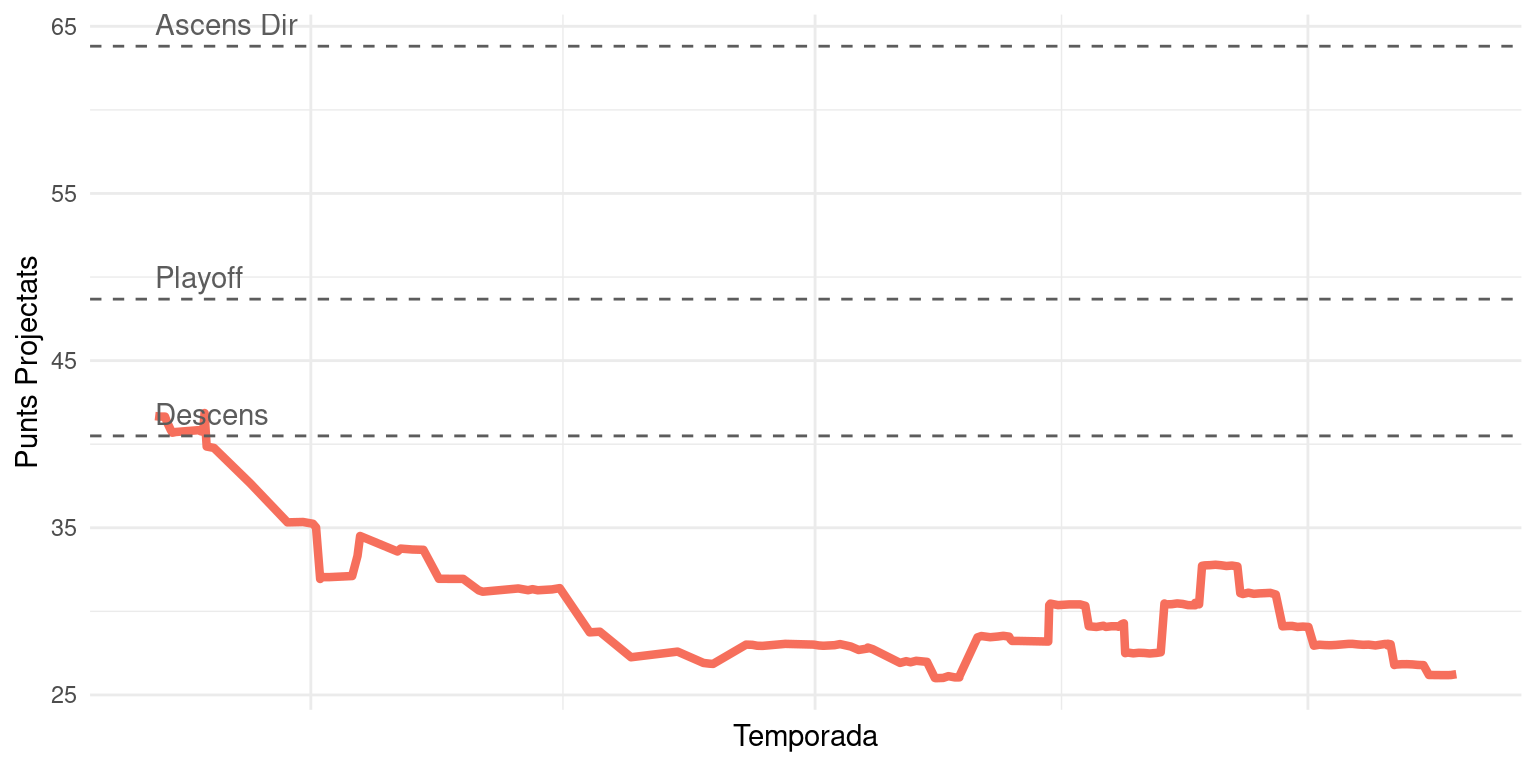 Ascens Dir
65
55
Playoff
45
Descens
35
25
Punts Projectats
Temporada